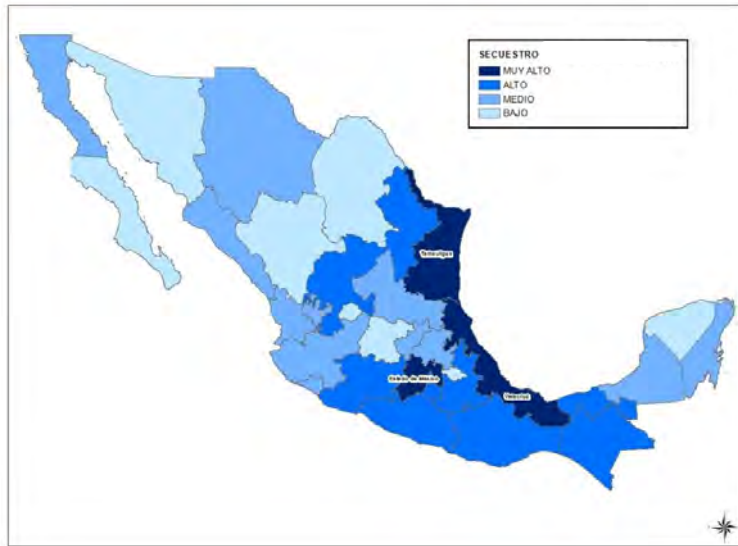 SECUESTRO
MUY ALTO
ALTO
MEDIO
BAJO
Tamaulipas
Estado de México
Veracruz